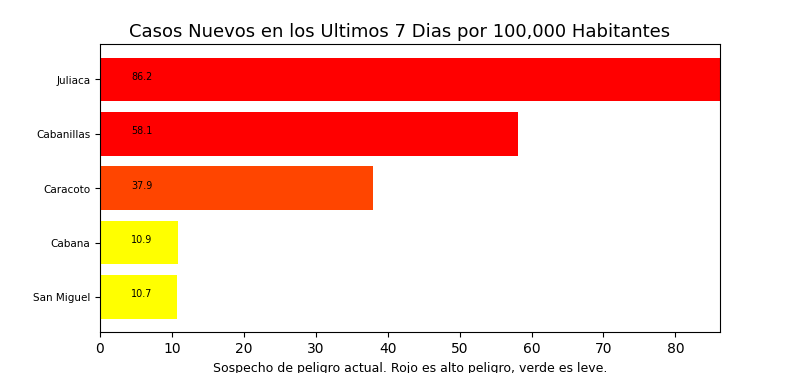 Casos Nuevos en los Ultimos 7 Dias por 100,000 Habitantes
Juliaca 86.2
Cabanillas 58.1
Caracoto 37.9
Cabana 10.9
San Miguel 10.7
0 10 20 30 40 50 60 70 80
Sospecho de peligro actual. Rojo es alto peligro, verde es leve.